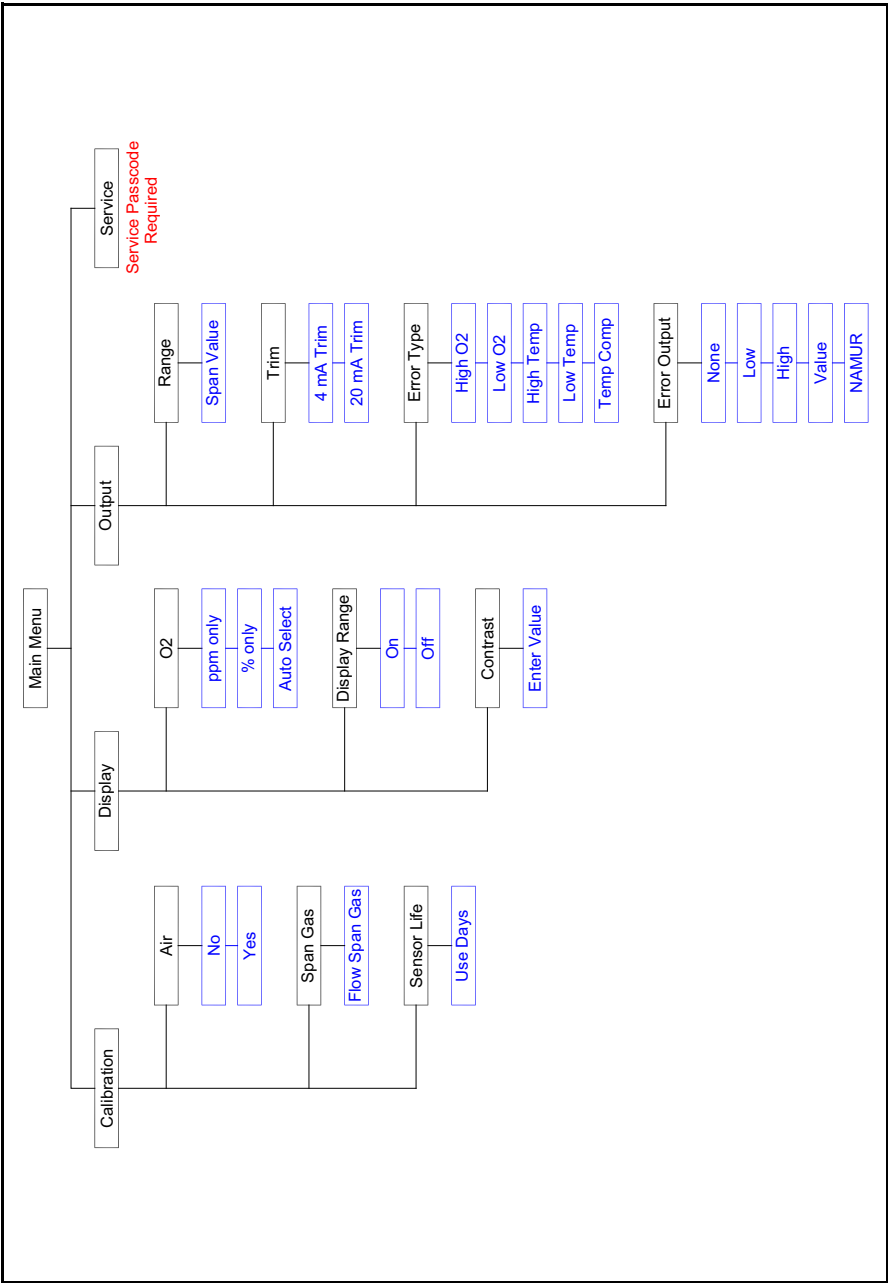 Main Menu
Calibration
Air
No
Yes
Span Gas
Flow Span Gas
Sensor Life
Use Days
Display
O2
ppm only
% only
Auto Select
Display Range
On
Off
Contrast
Enter Value
Output
Range
Span Value
Trim
4 mA Trim
20 mA Trim
Error Type
High O2
Low O2
High Temp
Low Temp
Temp Comp
Error Output
None
Low
High
Value
NAMUR
Service
Service Passcode
Required